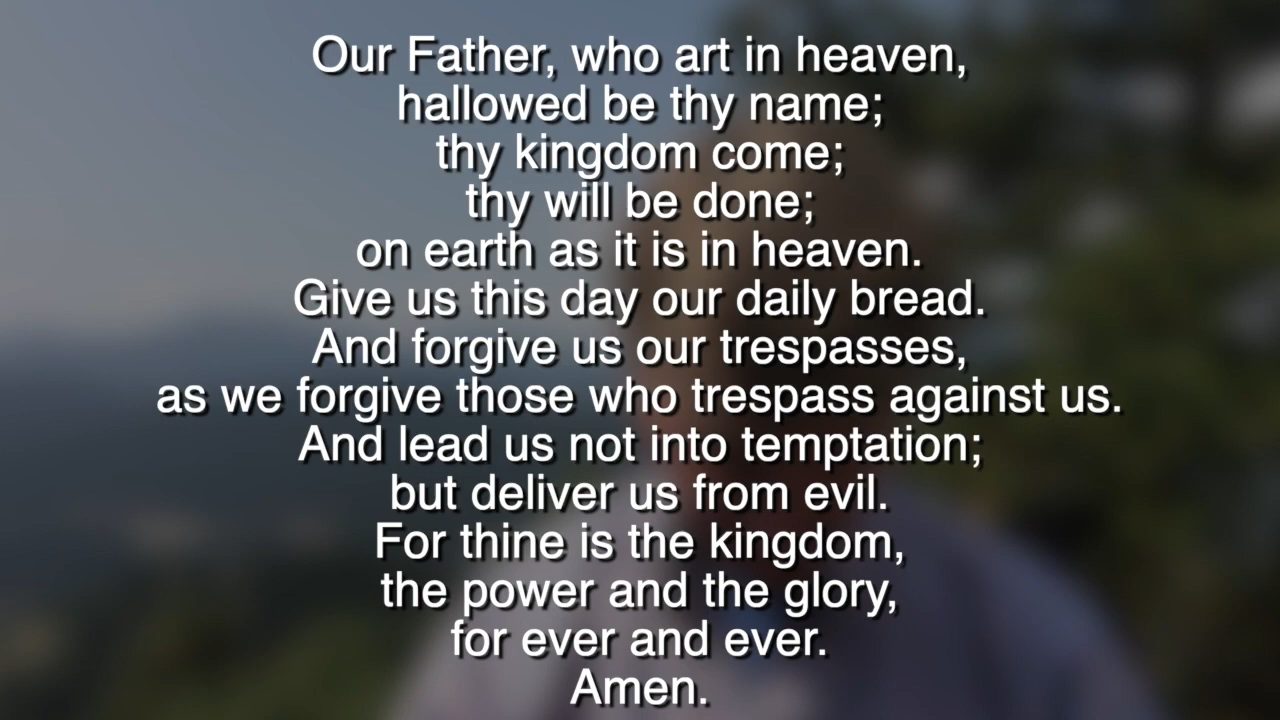 Our Father, who art in heaven,
hallowed be thy name;
thy kingdom come;
thy will be done;
on earth as it is in heaven.
Give us this day our daily bread.
And forgive us our trespasses,
as we forgive those who trespass against us.
And lead us not into temptation;
but deliver us from evil.
For thine is the kingdom,
the power and the glory,
for ever and ever.
Amen.